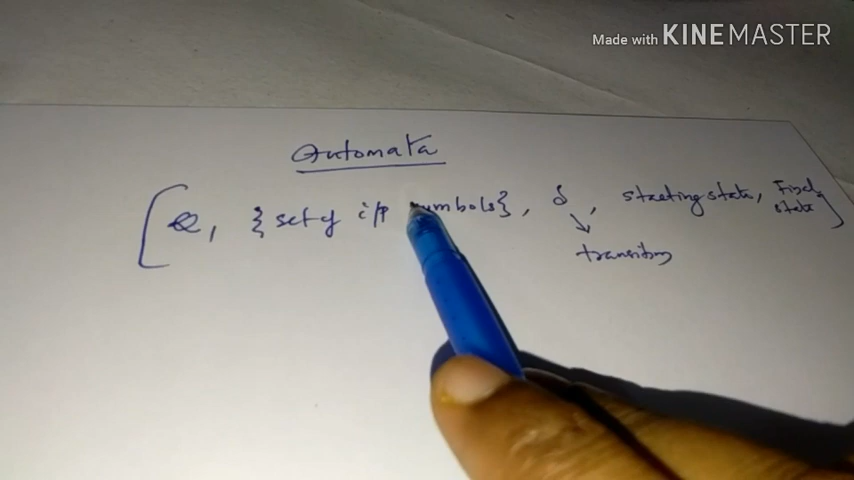 Made with KINEMASTER
Automata
[Q, {set of i/p symbols}, δ, starting state, Final state)
transition